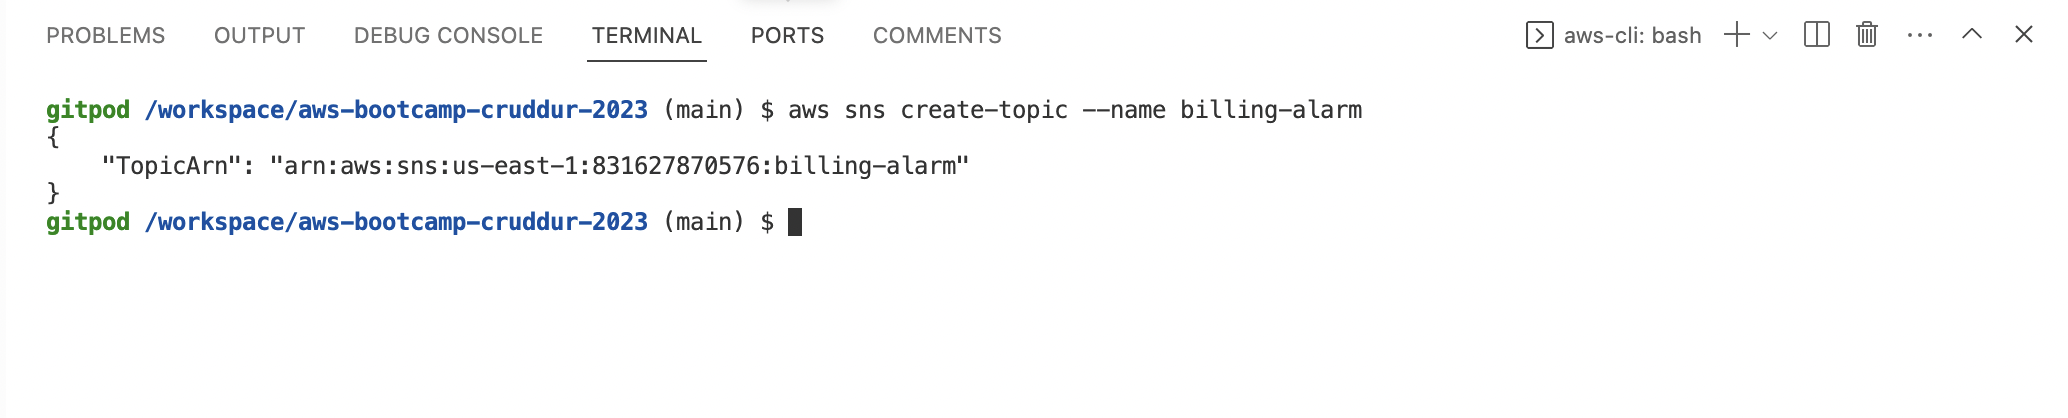 PROBLEMS OUTPUT DEBUG CONSOLE TERMINAL PORTS COMMENTS aws-cli: bash
gitpod /workspace/aws-bootcamp-cruddur-2023 (main) $ aws sns create-topic --name billing-alarm
{
    "TopicArn": "arn:aws:sns:us-east-1:831627870576:billing-alarm"
}
gitpod /workspace/aws-bootcamp-cruddur-2023 (main) $